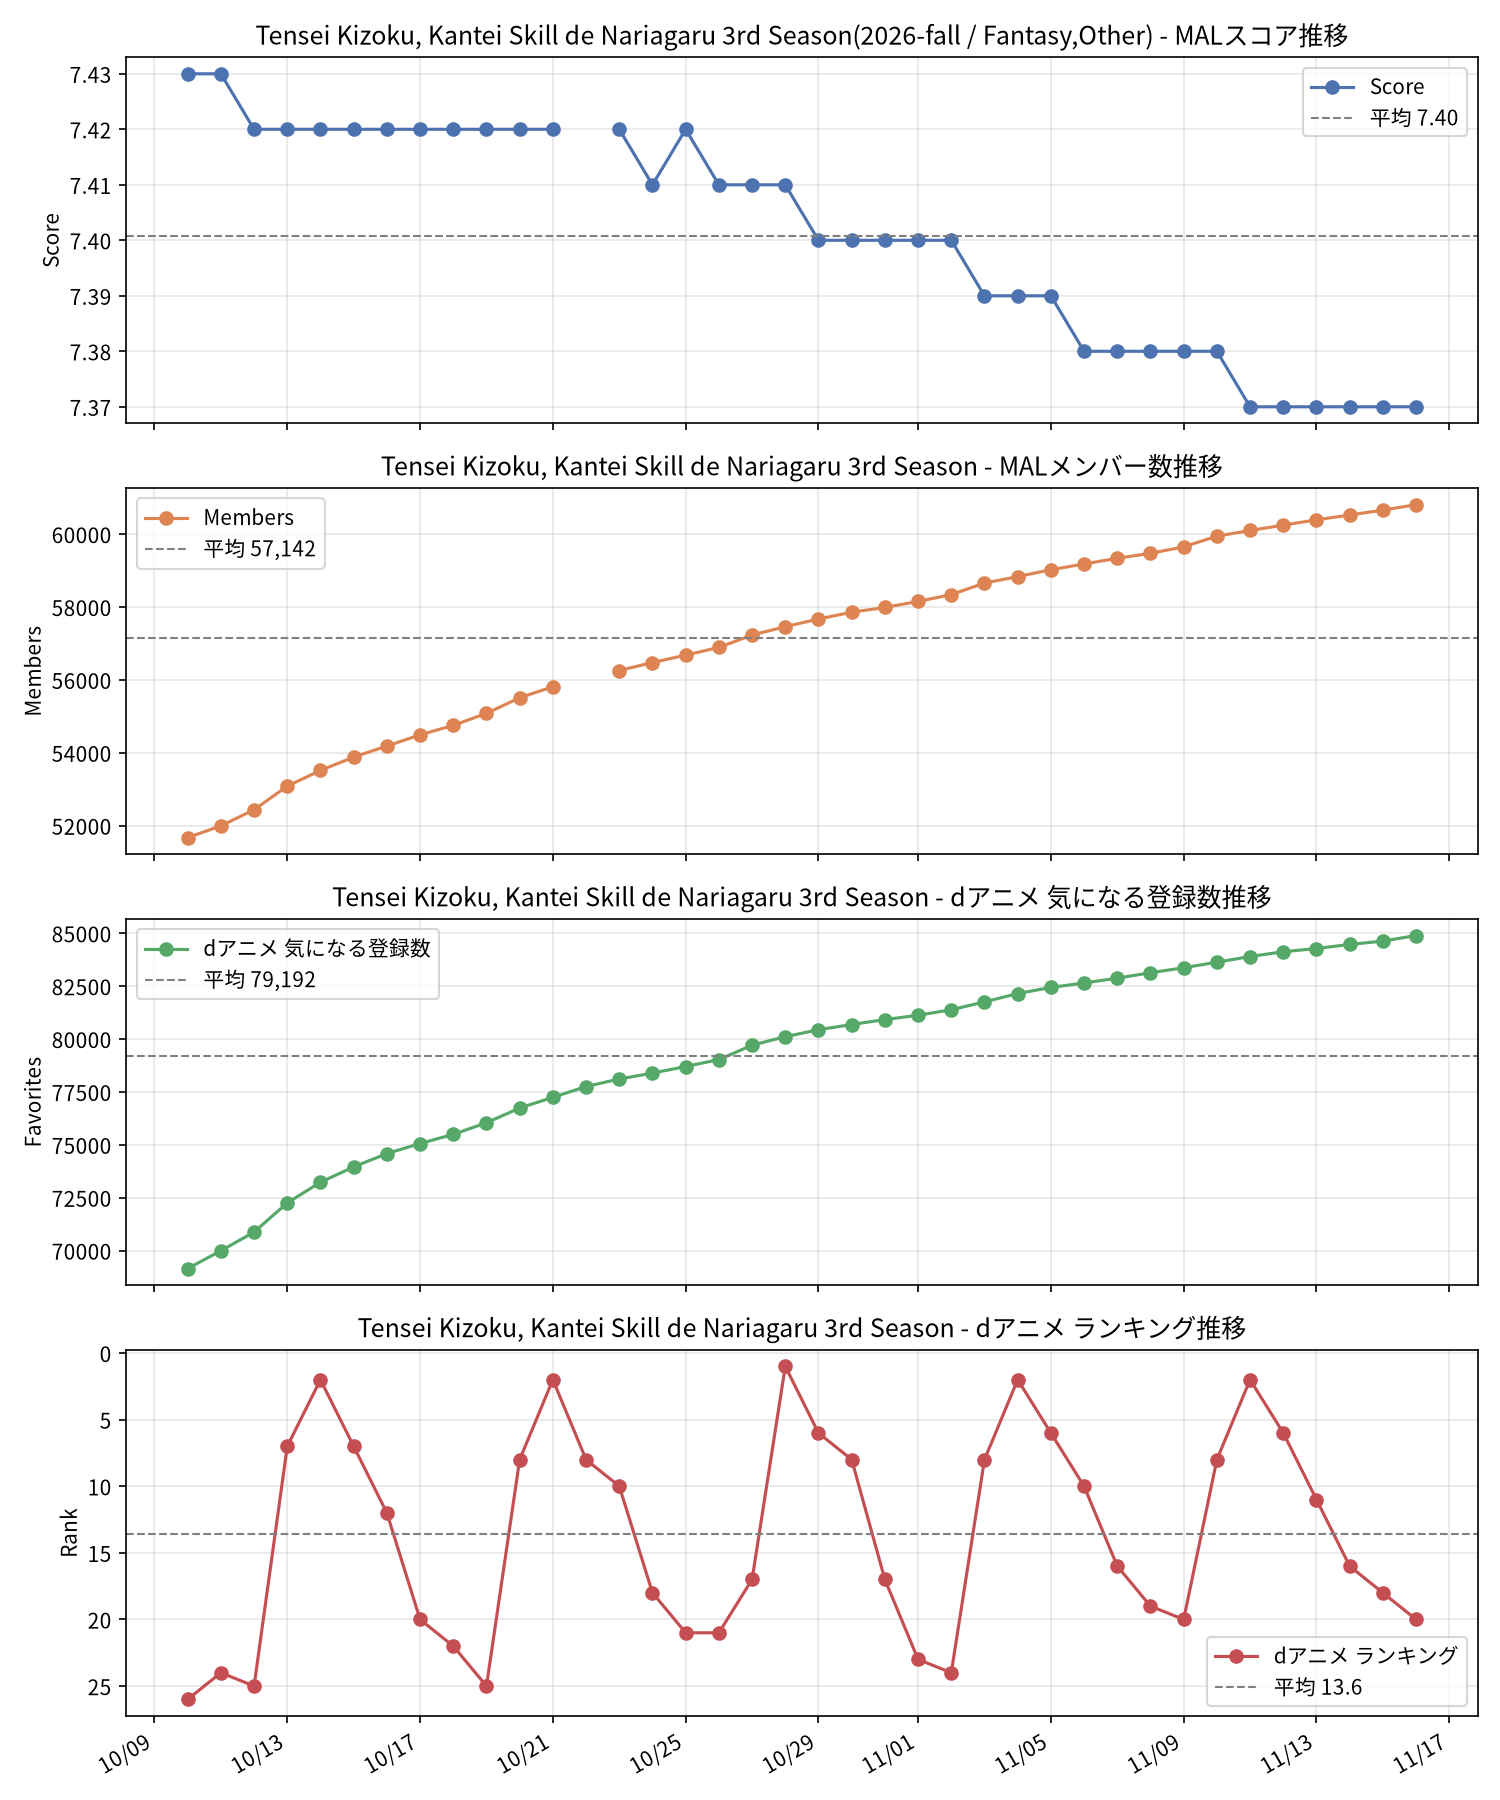 Tensei Kizoku, Kantei Skill de Nariagaru 3rd Season(2026-fall / Fantasy,Other) - MALスコア推移
Score
7.43
7.42
7.41
7.40
7.39
7.38
7.37
Score
平均 7.40
Tensei Kizoku, Kantei Skill de Nariagaru 3rd Season - MALメンバー数推移
Members
60000
58000
56000
54000
52000
Members
平均 57,142
Tensei Kizoku, Kantei Skill de Nariagaru 3rd Season - dアニメ 気になる登録数推移
Favorites
85000
82500
80000
77500
75000
72500
70000
dアニメ 気になる登録数
平均 79,192
Tensei Kizoku, Kantei Skill de Nariagaru 3rd Season - dアニメ ランキング推移
Rank
0
5
10
15
20
25
dアニメ ランキング
平均 13.6
10/09
10/13
10/17
10/21
10/25
10/29
11/01
11/05
11/09
11/13
11/17